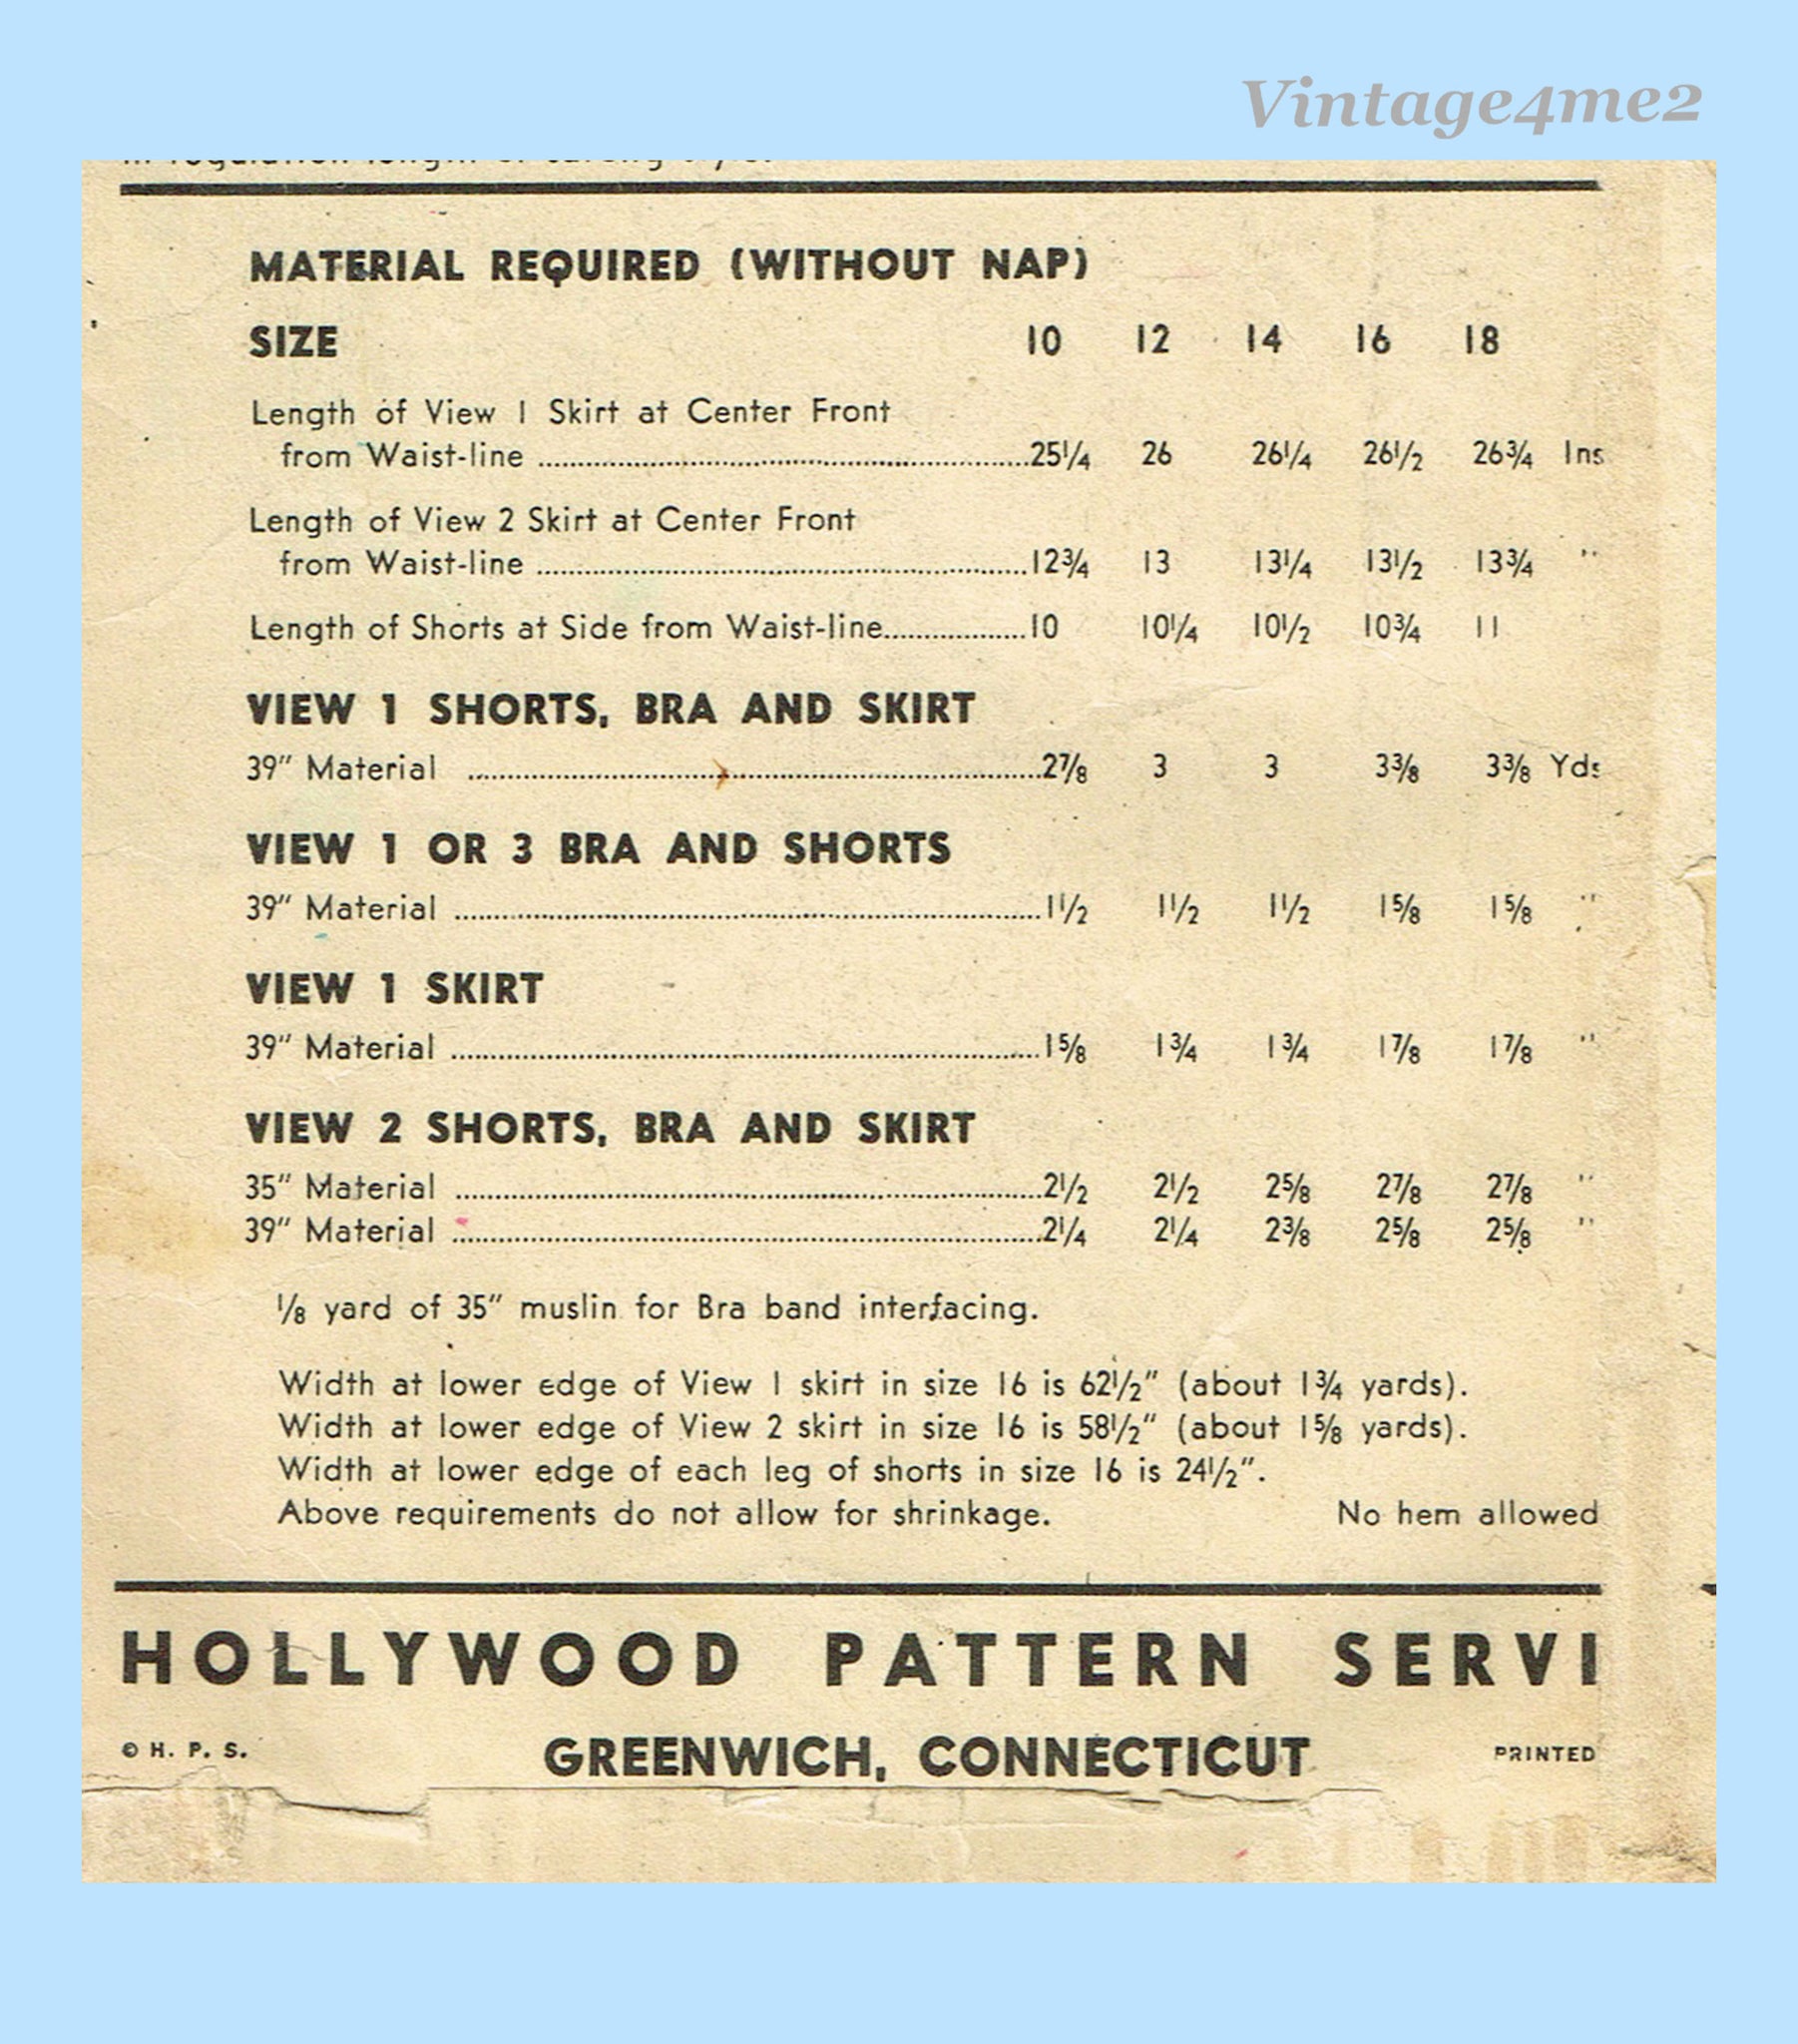 Vintage4me2
MATERIAL REQUIRED (WITHOUT NAP)
SIZE 10 12 14 16 18
Length of View 1 Skirt at Center Front
from Waist-line ........ 25¼ 26 26¼ 26½ 26¾ Ins
Length of View 2 Skirt at Center Front
from Waist-line ........ 12¾ 13 13¼ 13½ 13¾ "
Length of Shorts at Side from Waist-line........ 10 10¼ 10½ 10¾ 11
VIEW 1 SHORTS, BRA AND SKIRT
39" Material ........ 2⅞ 3 3 3⅜ 3⅜ Yds
VIEW 1 OR 3 BRA AND SHORTS
39" Material ........ 1½ 1½ 1½ 1⅝ 1⅝ "
VIEW 1 SKIRT
39" Material ........ 1⅝ 1¾ 1¾ 1⅞ 1⅞ "
VIEW 2 SHORTS, BRA AND SKIRT
35" Material ........ 2½ 2½ 2⅝ 2⅞ 2⅞ "
39" Material ........ 2¼ 2¼ 2⅜ 2⅝ 2⅝ "
⅛ yard of 35" muslin for Bra band interfacing.
Width at lower edge of View 1 skirt in size 16 is 62½" (about 1¾ yards).
Width at lower edge of View 2 skirt in size 16 is 58½" (about 1⅝ yards).
Width at lower edge of each leg of shorts in size 16 is 24½".
Above requirements do not allow for shrinkage. No hem allowed
HOLLYWOOD PATTERN SERVI
© H. P. S. GREENWICH, CONNECTICUT PRINTED